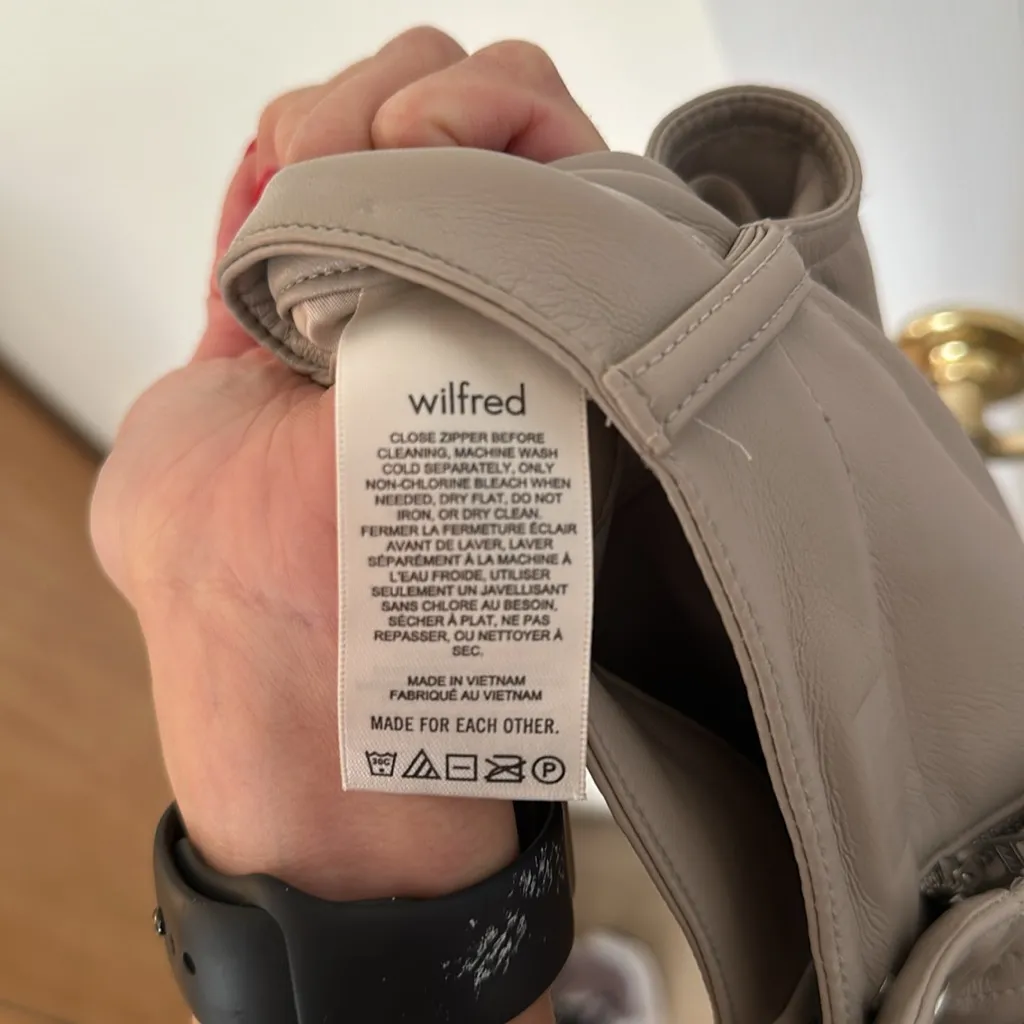 wilfred
CLOSE ZIPPER BEFORE
CLEANING, MACHINE WASH
COLD SEPARATELY, ONLY
NON-CHLORINE BLEACH WHEN
NEEDED, DRY FLAT, DO NOT
IRON, OR DRY CLEAN.
FERMER LA FERMETURE ÉCLAIR
AVANT DE LAVER, LAVER
SÉPARÉMENT À LA MACHINE À
L'EAU FROIDE, UTILISER
SEULEMENT UN JAVELLISANT
SANS CHLORE AU BESOIN,
SÉCHER À PLAT, NE PAS
REPASSER, OU NETTOYER À
SEC.
MADE IN VIETNAM
FABRIQUÉ AU VIETNAM
MADE FOR EACH OTHER.
30C P